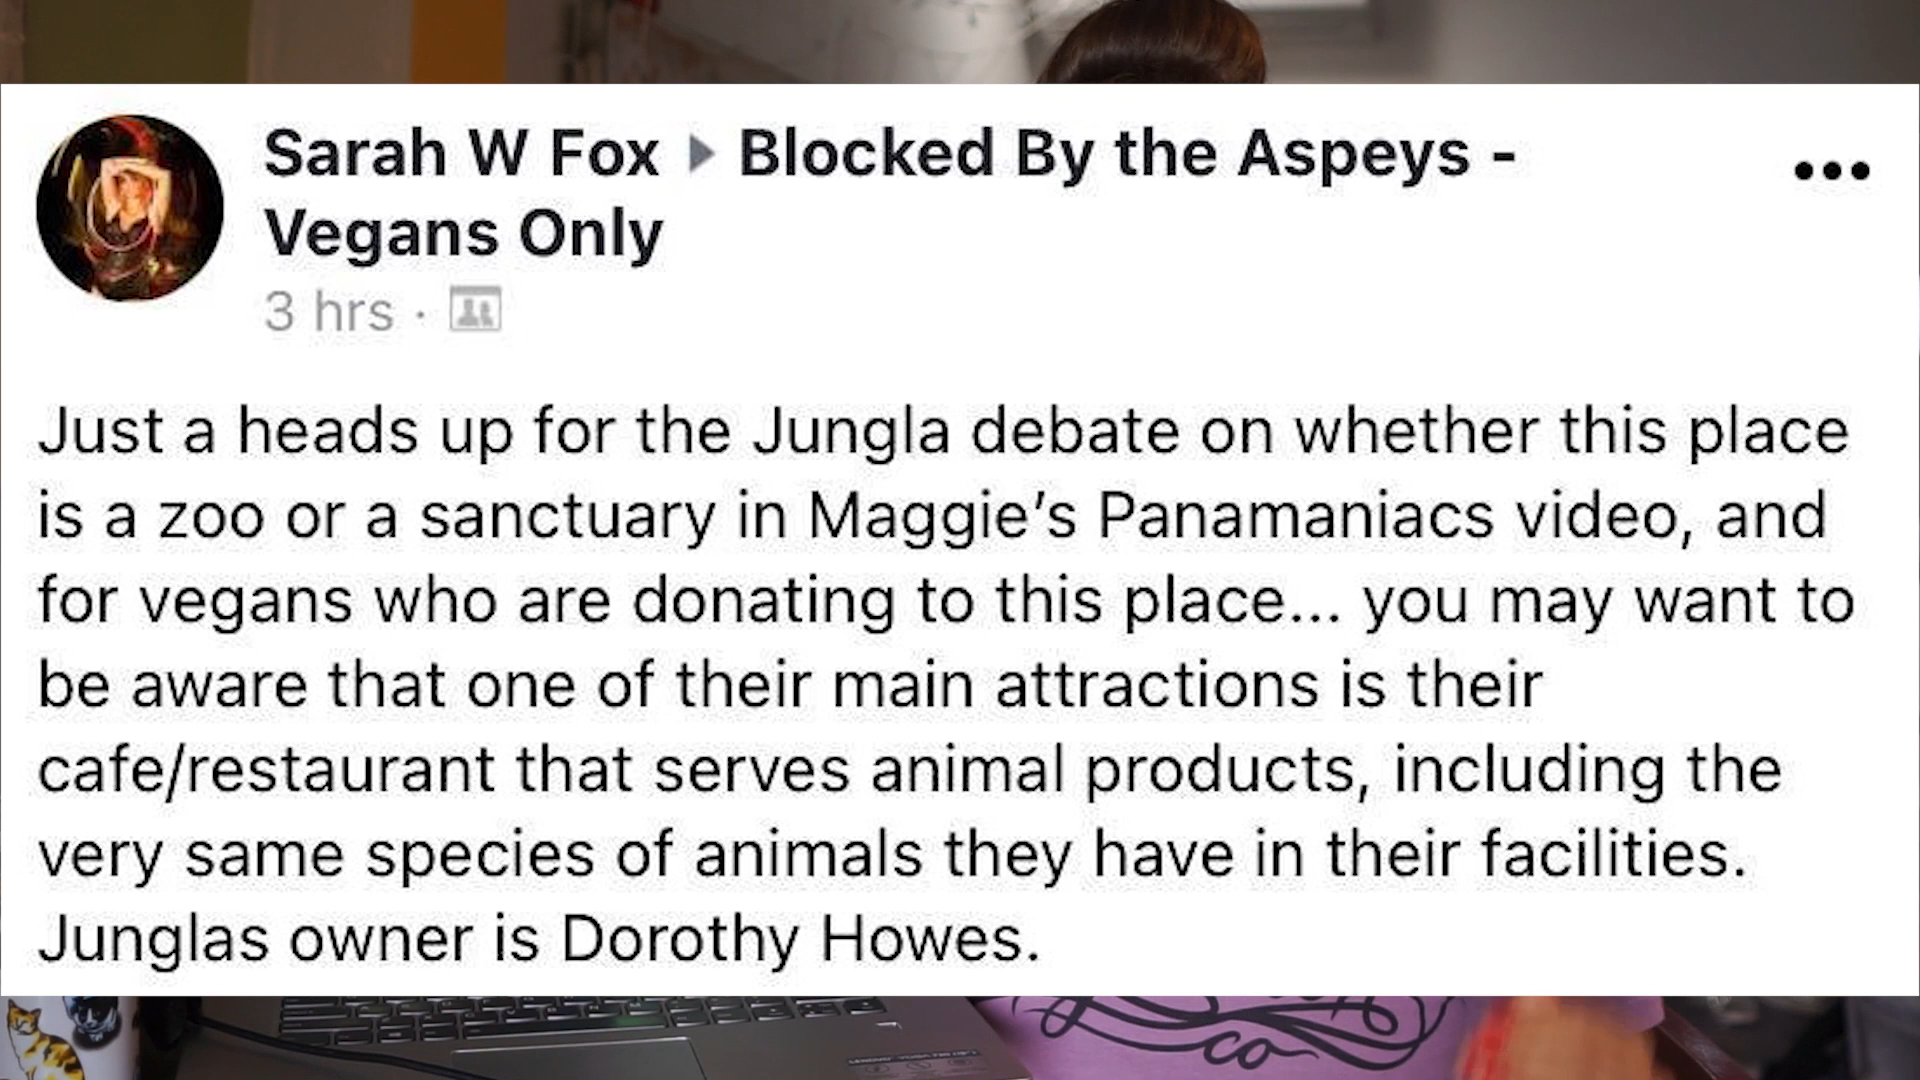 Sarah W Fox ▸ Blocked By the Aspeys -
Vegans Only
3 hrs ·
Just a heads up for the Jungla debate on whether this place
is a zoo or a sanctuary in Maggie’s Panamaniacs video, and
for vegans who are donating to this place... you may want to
be aware that one of their main attractions is their
cafe/restaurant that serves animal products, including the
very same species of animals they have in their facilities.
Junglas owner is Dorothy Howes.
co